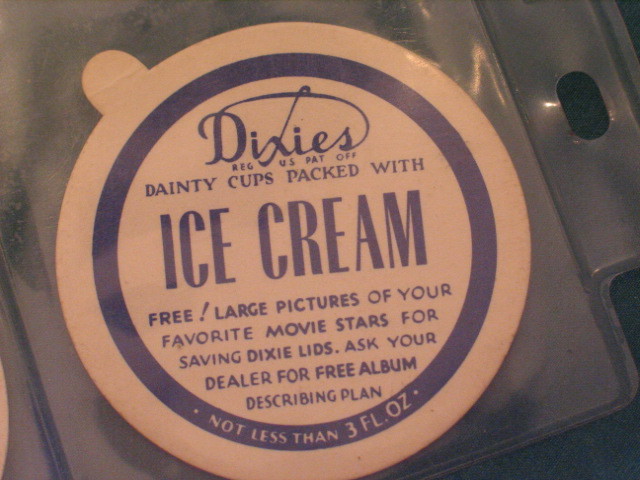 Dixies
REG US PAT OFF
DAINTY CUPS PACKED WITH
ICE CREAM
FREE! LARGE PICTURES OF YOUR
FAVORITE MOVIE STARS FOR
SAVING DIXIE LIDS. ASK YOUR
DEALER FOR FREE ALBUM
DESCRIBING PLAN
· NOT LESS THAN 3 FL.OZ ·